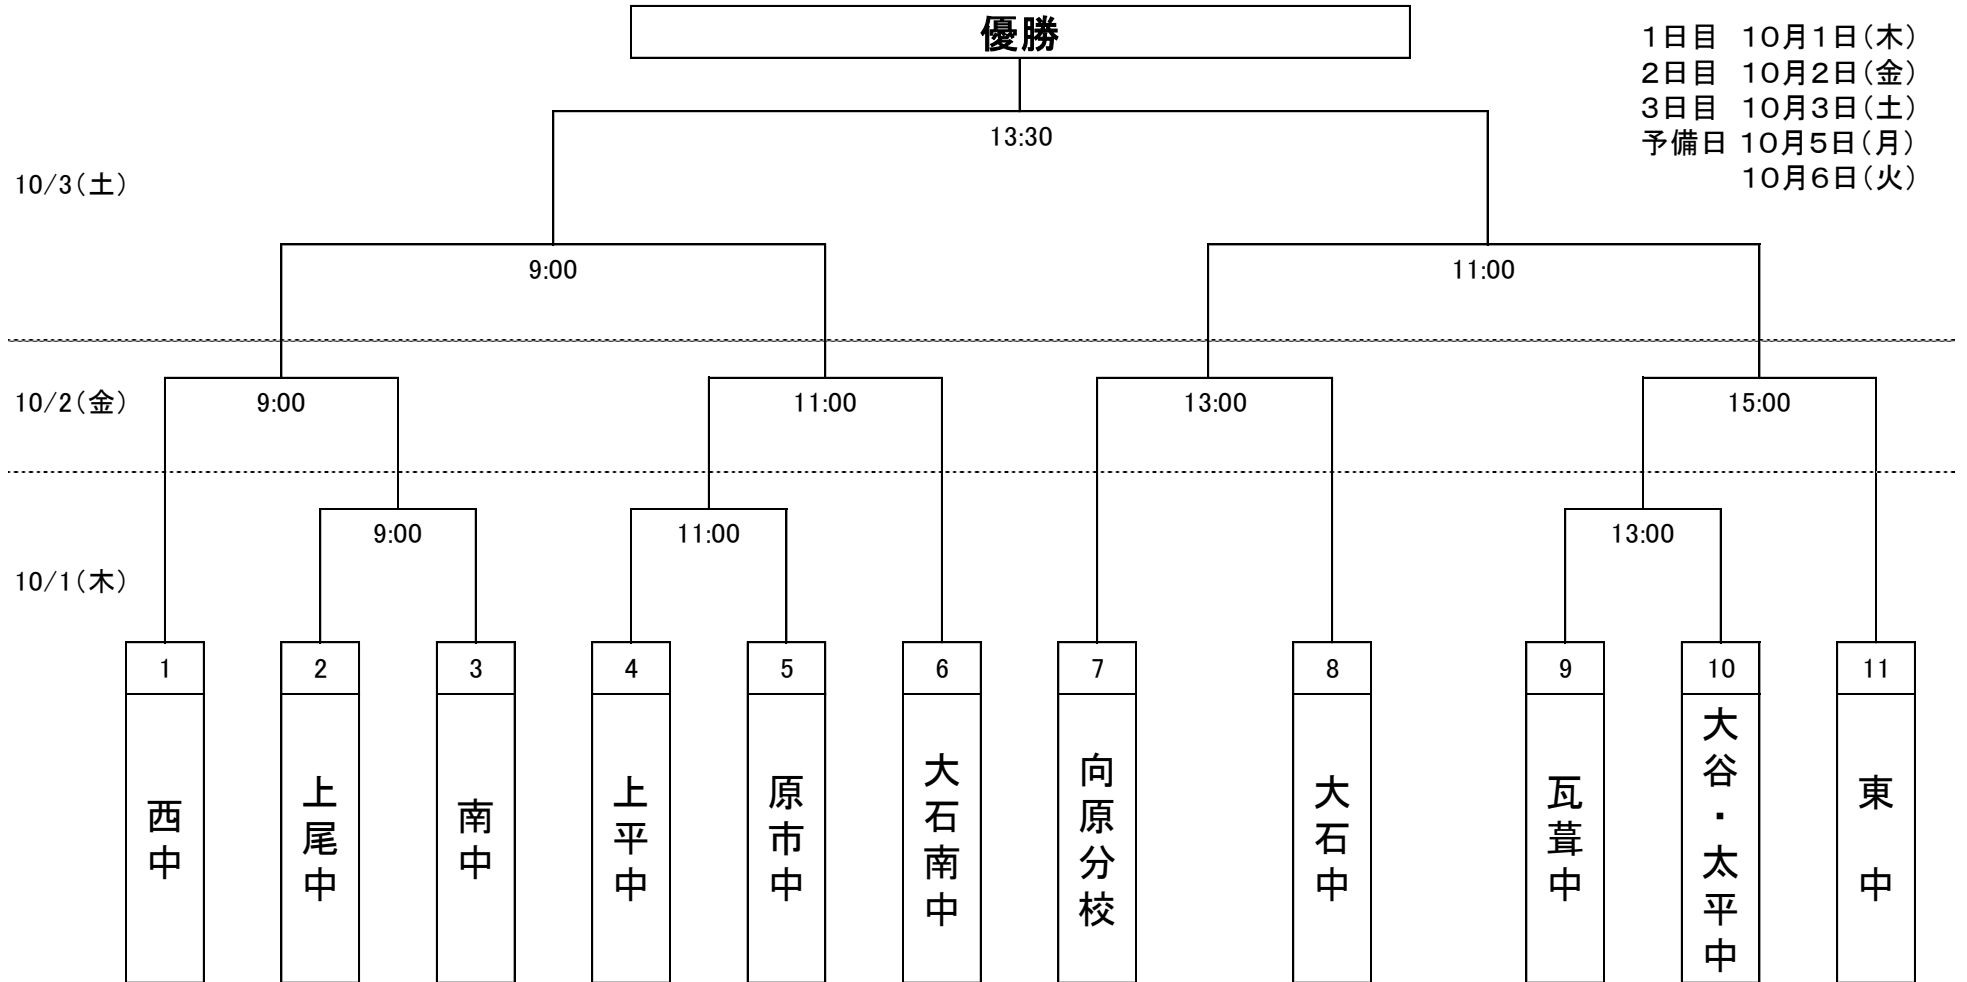 優勝
1日目 10月1日(木)
2日目 10月2日(金)
3日目 10月3日(土)
予備日 10月5日(月)
10月6日(火)
13:30
10/3(土)
9:00
11:00
10/2(金)
9:00
11:00
13:00
15:00
9:00
11:00
13:00
10/1(木)
1
2
3
4
5
6
7
8
9
10
11
西中
上尾中
南中
上平中
原市中
大石南中
向原分校
大石中
瓦葺中
大谷・太平中
東中